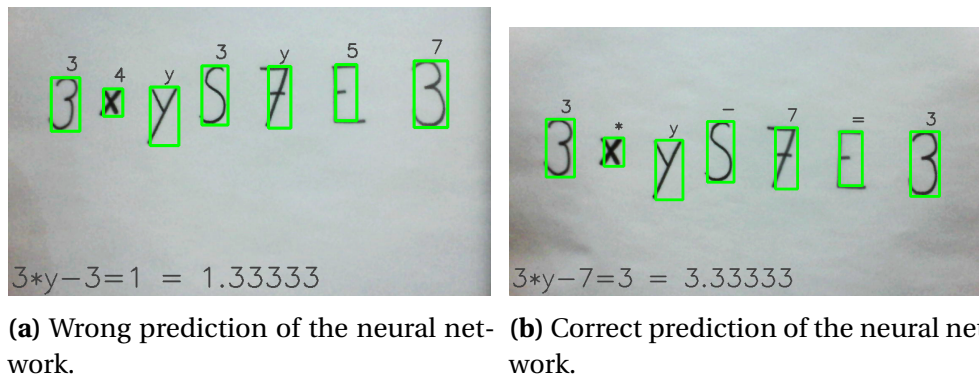 3 4 y 3 y 5 7
3 x y S 7 E 3
3*y-3=1 = 1.33333
(a) Wrong prediction of the neural net-
work.
3 * y - 7 = 3
3 x y S 7 E 3
3*y-7=3 = 3.33333
(b) Correct prediction of the neural ne
work.